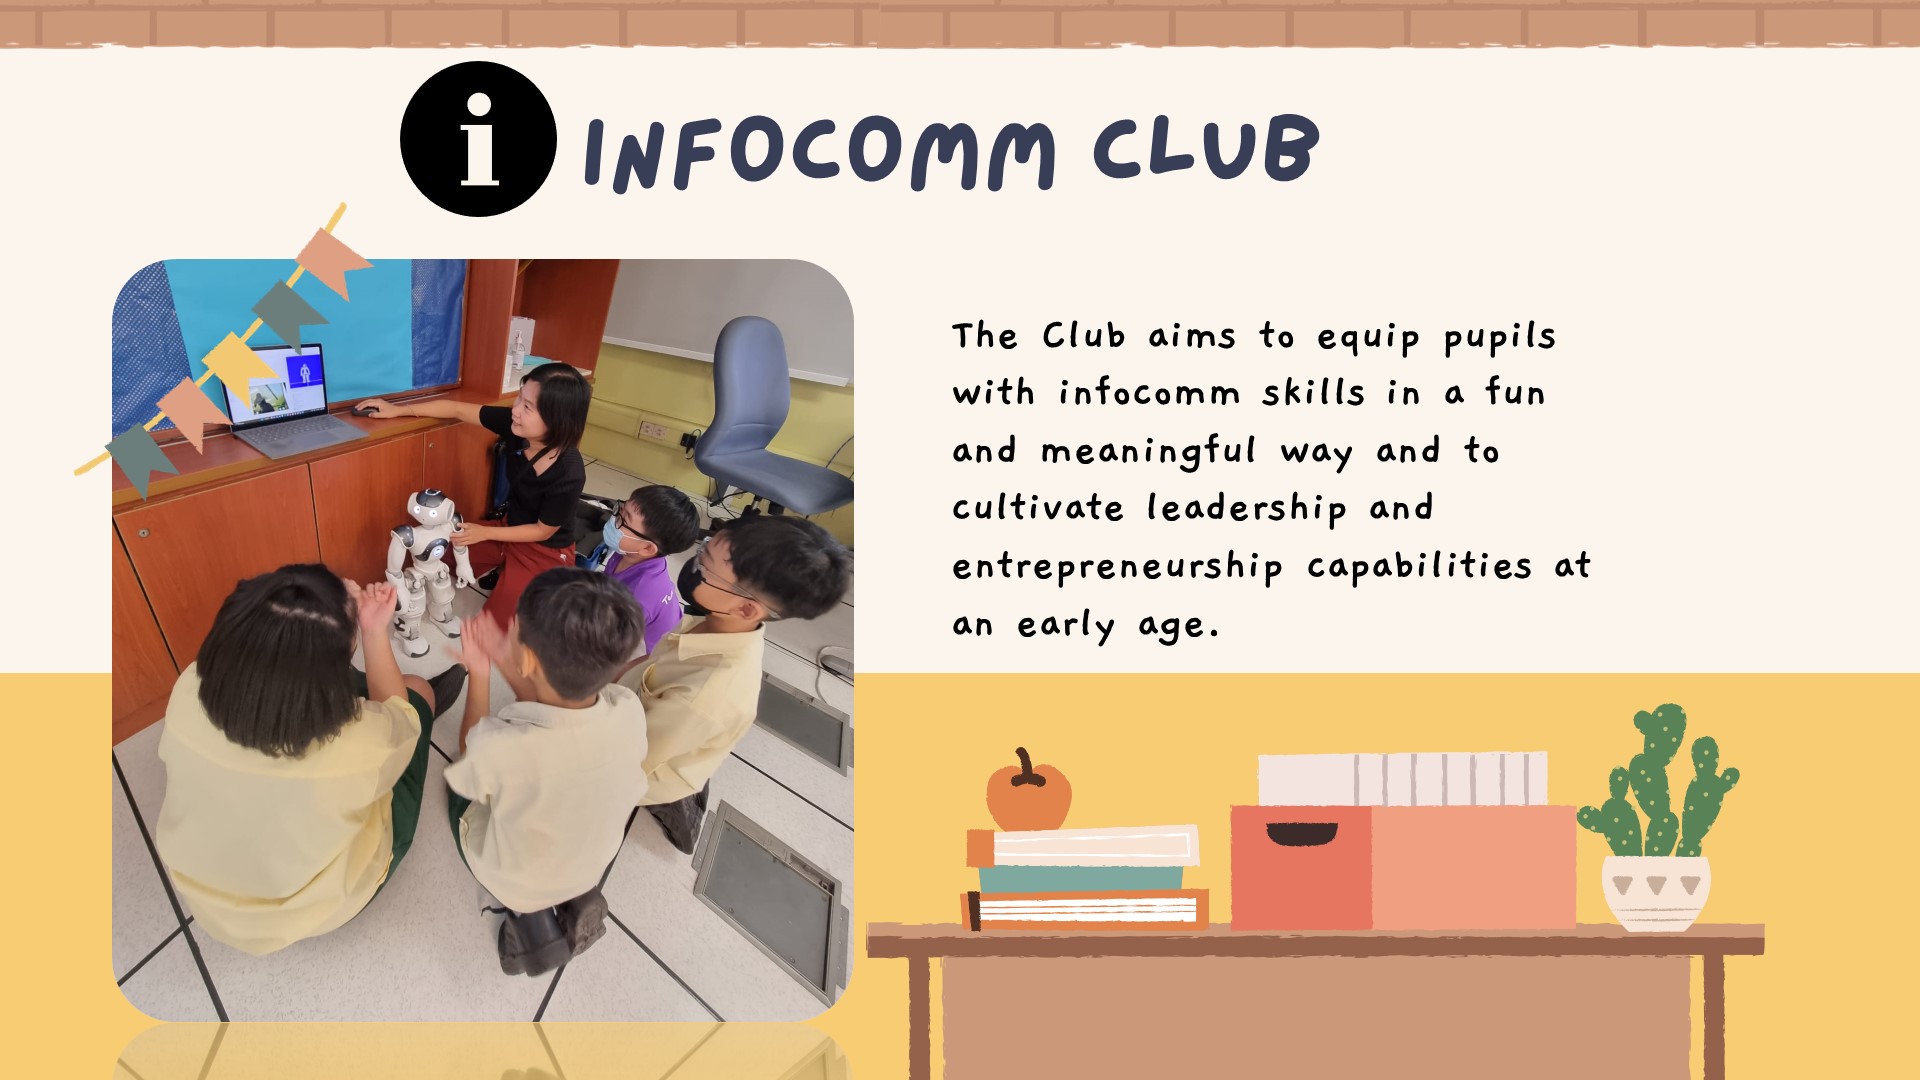 i
INFOCOMM CLUB
The Club aims to equip pupils
with infocomm skills in a fun
and meaningful way and to
cultivate leadership and
entrepreneurship capabilities at
an early age.